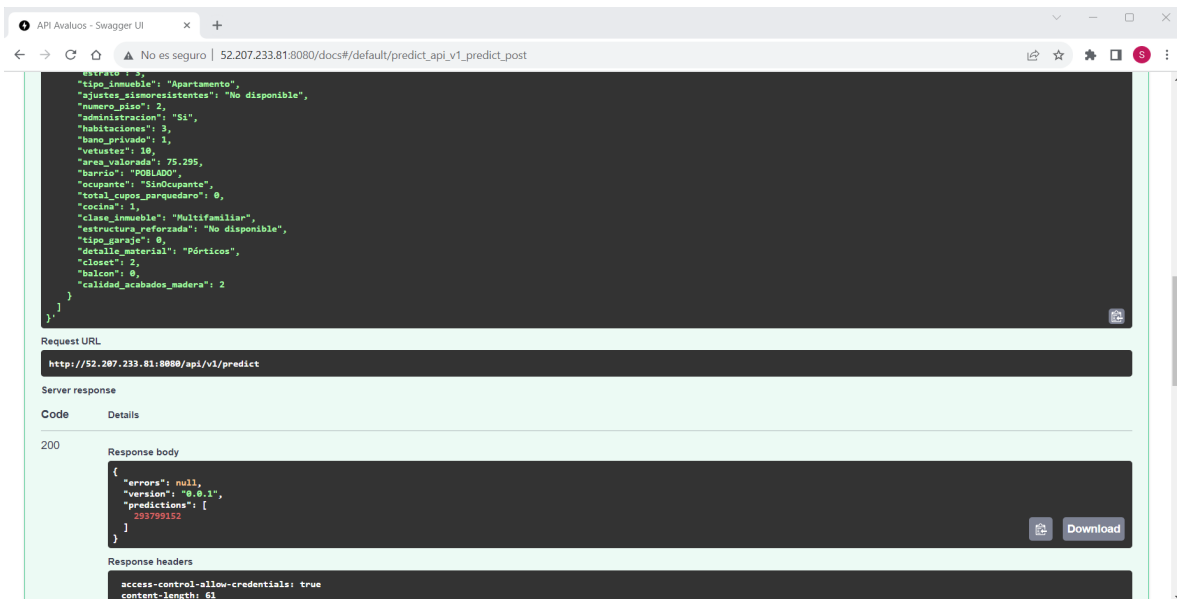 API Avaluos - Swagger UI
No es seguro | 52.207.233.81:8080/docs#/default/predict_api_v1_predict_post
S
"estrato": 3,
"tipo_inmueble": "Apartamento",
"ajustes_sismoresistentes": "No disponible",
"numero_piso": 2,
"administracion": "Si",
"habitaciones": 3,
"bano_privado": 1,
"vetustez": 10,
"area_valorada": 75.295,
"barrio": "POBLADO",
"ocupante": "SinOcupante",
"total_cupos_parquedaro": 0,
"cocina": 1,
"clase_inmueble": "Multifamiliar",
"estructura_reforzada": "No disponible",
"tipo_garaje": 0,
"detalle_material": "Pórticos",
"closet": 2,
"balcon": 0,
"calidad_acabados_madera": 2
}
]
}'
Request URL
http://52.207.233.81:8080/api/v1/predict
Server response
Code Details
200
Response body
{
"errors": null,
"version": "0.0.1",
"predictions": [
293799152
]
}
Download
Response headers
access-control-allow-credentials: true
content-length: 61